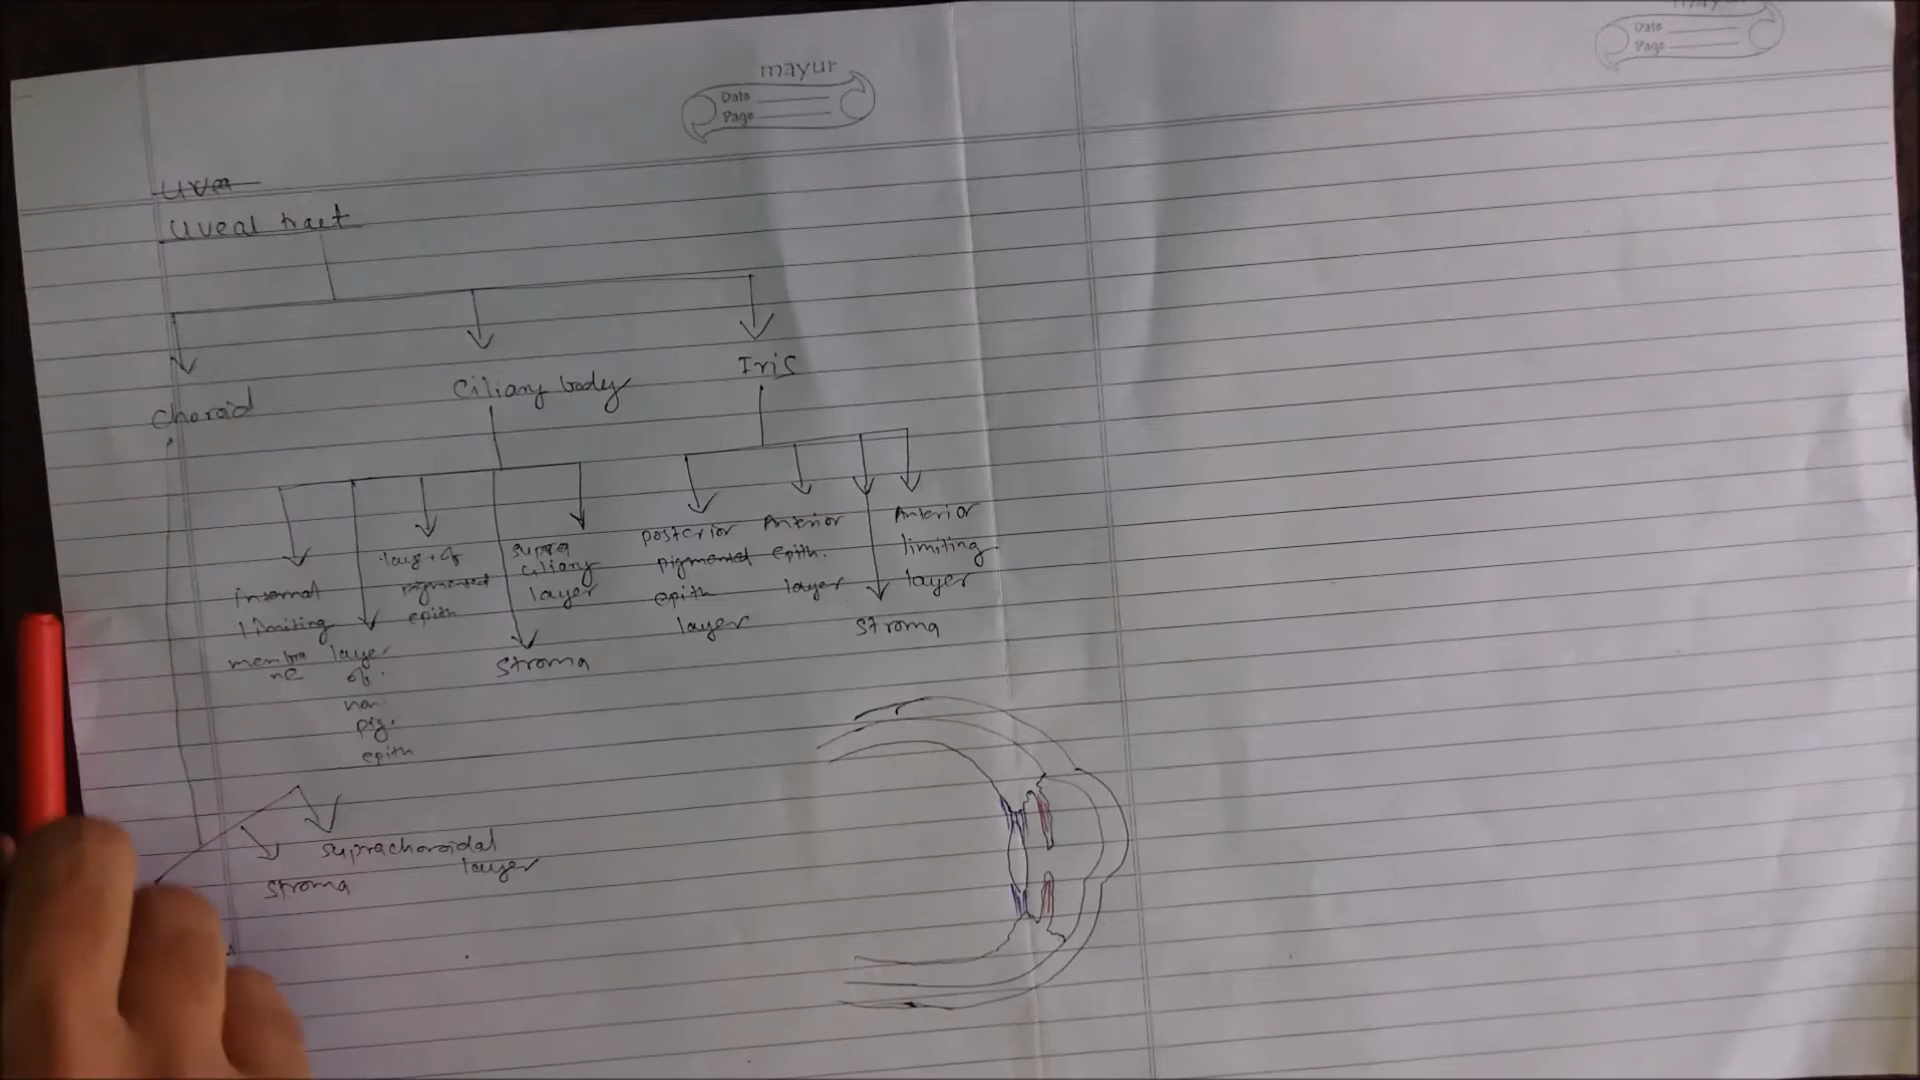 mayur
Date
Page
Date
Page
Uvea
Uveal tract
Choroid
Ciliary body
Iris
internal
limiting
membra
ne
layer
of
non
pig.
epith
layer of
pigmented
epith
stroma
supra
ciliary
layer
posterior
pigmented
epith
layer
Anterior
epith.
layer
stroma
Anterior
limiting
layer
stroma
suprachoroidal
layer